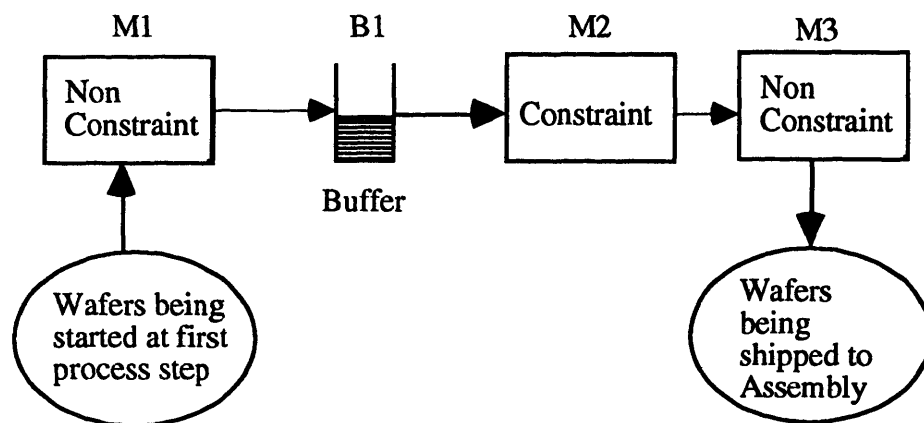 M1
B1
M2
M3
Non
Constraint
Constraint
Non
Constraint
Buffer
Wafers being
started at first
process step
Wafers
being
shipped to
Assembly